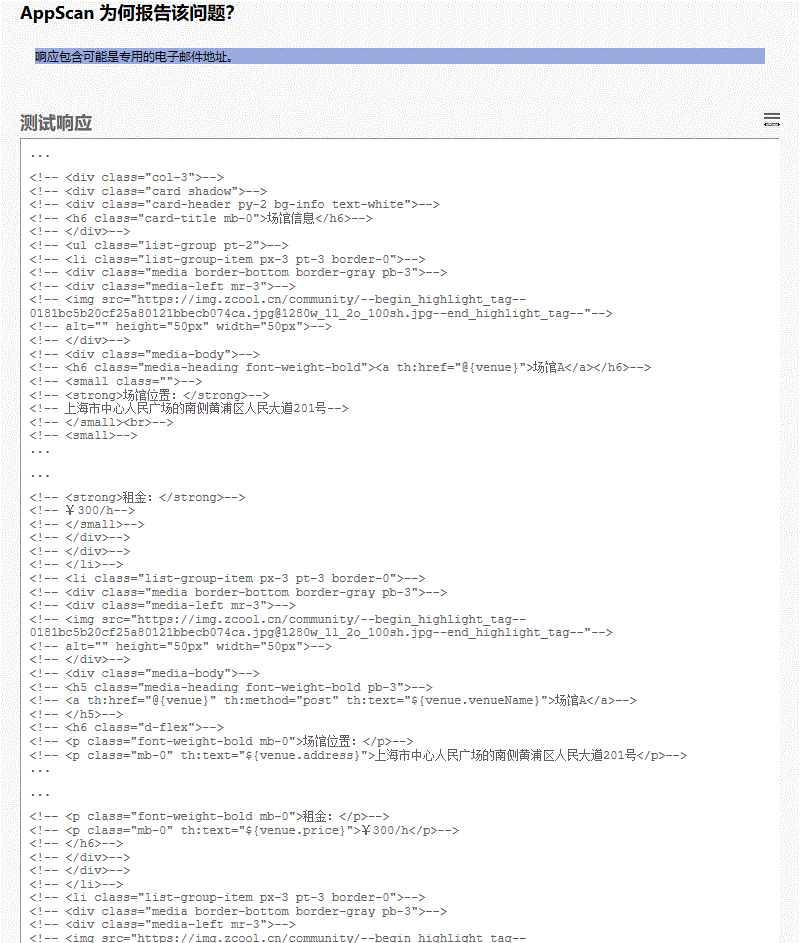 AppScan 为何报告该问题?
响应包含可能是专用的电子邮件地址。
测试响应
...
<!-- <div class="col-3">-->
<!-- <div class="card shadow">-->
<!-- <div class="card-header py-2 bg-info text-white">-->
<!-- <h6 class="card-title mb-0">场馆信息</h6>-->
<!-- </div>-->
<!-- <ul class="list-group pt-2">-->
<!-- <li class="list-group-item px-3 pt-3 border-0">-->
<!-- <div class="media border-bottom border-gray pb-3">-->
<!-- <div class="media-left mr-3">-->
<!-- <img src="https://img.zcool.cn/community/--begin_highlight_tag--
0181bc5b20cf25a80121bbecb074ca.jpg@1280w_1l_2o_100sh.jpg--end_highlight_tag--"-->
<!-- alt="" height="50px" width="50px">-->
<!-- </div>-->
<!-- <div class="media-body">-->
<!-- <h6 class="media-heading font-weight-bold"><a th:href="@{venue}">场馆A</a></h6>-->
<!-- <small class="">-->
<!-- <strong>场馆位置: </strong>-->
<!-- 上海市中心人民广场的南侧黄浦区人民大道201号-->
<!-- </small><br>-->
<!-- <small>-->
...
...
<!-- <strong>租金: </strong>-->
<!-- ￥300/h-->
<!-- </small>-->
<!-- </div>-->
<!-- </div>-->
<!-- </li>-->
<!-- <li class="list-group-item px-3 pt-3 border-0">-->
<!-- <div class="media border-bottom border-gray pb-3">-->
<!-- <div class="media-left mr-3">-->
<!-- <img src="https://img.zcool.cn/community/--begin_highlight_tag--
0181bc5b20cf25a80121bbecb074ca.jpg@1280w_1l_2o_100sh.jpg--end_highlight_tag--"-->
<!-- alt="" height="50px" width="50px">-->
<!-- </div>-->
<!-- <div class="media-body">-->
<!-- <h5 class="media-heading font-weight-bold pb-3">-->
<!-- <a th:href="@{venue}" th:method="post" th:text="${venue.venueName}">场馆A</a>-->
<!-- </h5>-->
<!-- <h6 class="d-flex">-->
<!-- <p class="font-weight-bold mb-0">场馆位置: </p>-->
<!-- <p class="mb-0" th:text="${venue.address}">上海市中心人民广场的南侧黄浦区人民大道201号</p>-->
...
...
<!-- <p class="font-weight-bold mb-0">租金: </p>-->
<!-- <p class="mb-0" th:text="${venue.price}">￥300/h</p>-->
<!-- </h6>-->
<!-- </div>-->
<!-- </div>-->
<!-- </li>-->
<!-- <li class="list-group-item px-3 pt-3 border-0">-->
<!-- <div class="media border-bottom border-gray pb-3">-->
<!-- <div class="media-left mr-3">-->
<!-- <img src="https://img.zcool.cn/community/--begin_highlight_tag--